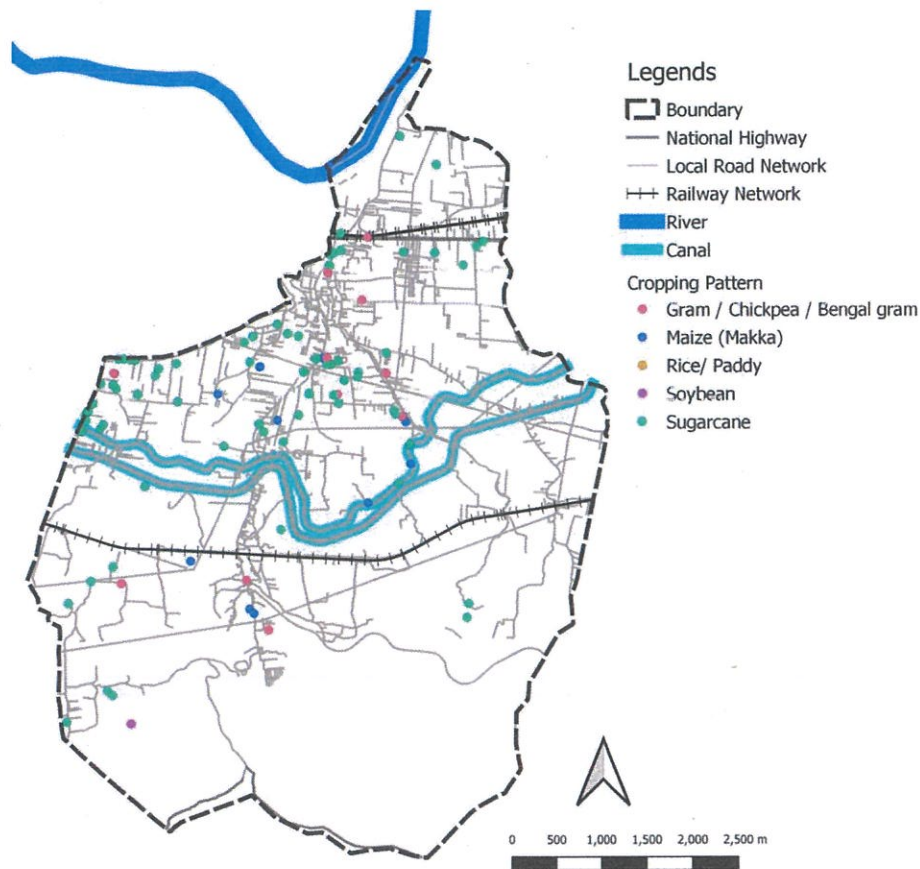 Legends
Boundary
National Highway
Local Road Network
Railway Network
River
Canal
Cropping Pattern
Gram / Chickpea / Bengal gram
Maize (Makka)
Rice/ Paddy
Soybean
Sugarcane
0 500 1,000 1,500 2,000 2,500 m